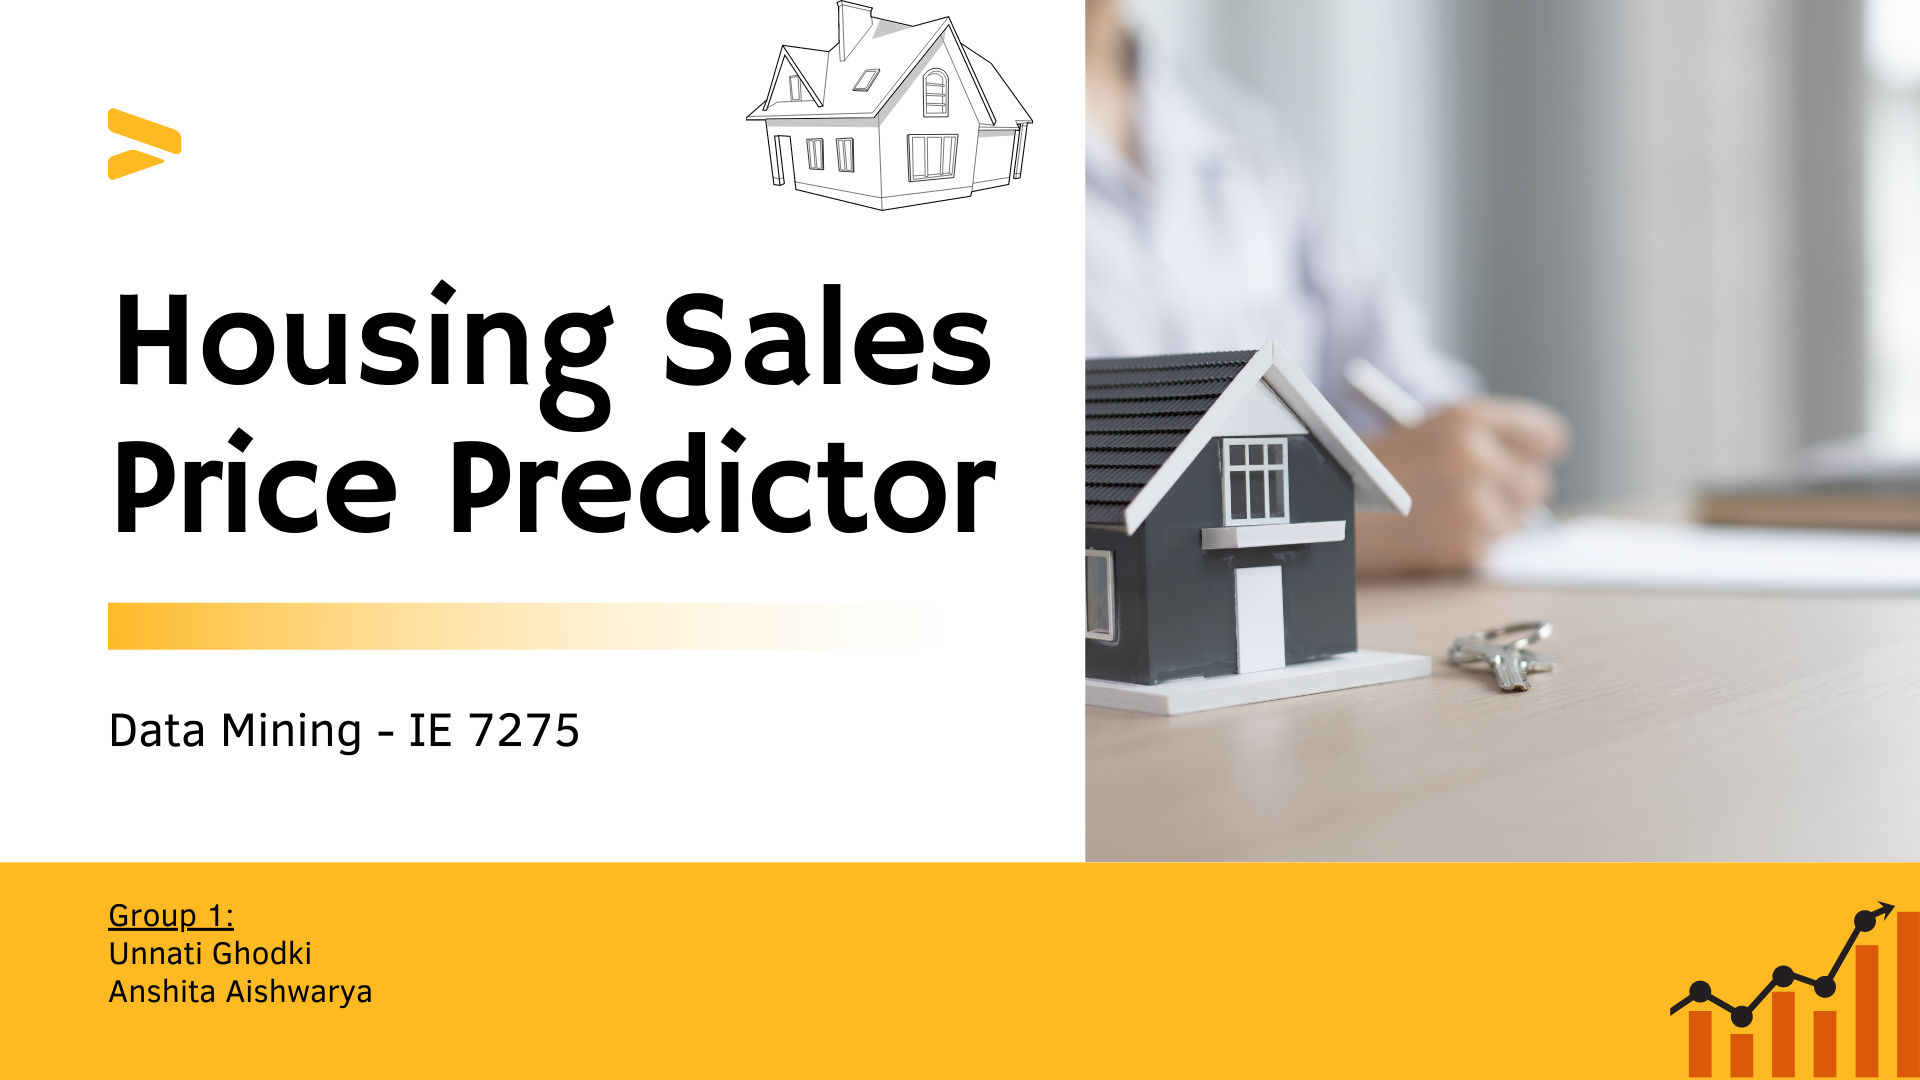 Housing Sales
Price Predictor
Data Mining - IE 7275
Group 1:
Unnati Ghodki
Anshita Aishwarya